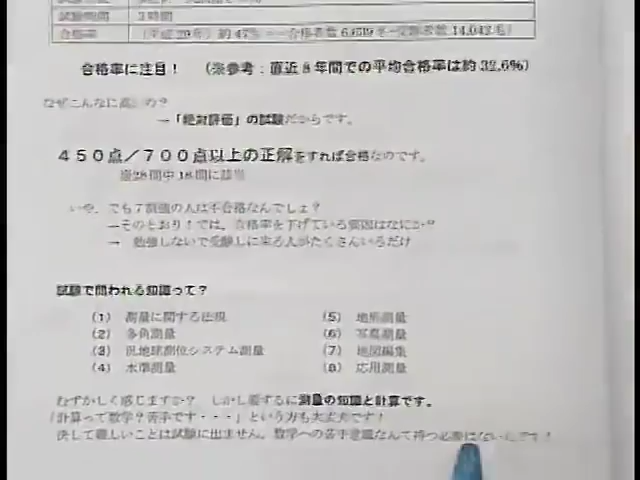 試験時間 3時間
合格率 （平成29年）約47%
合格率に注目！ （※参考：直近8年間での平均合格率は約32.6%）
なぜこんなに高いの？
→「絶対評価」の試験だからです。
450点／700点以上の正解をすれば合格なのです。
※28問中18問に該当
いや、でも7割強の人は不合格なんでしょ？
→そのとおり！では、合格率を下げている要因はなにか？
→ 勉強しないで受験しに来る人がたくさんいるだけ
試験で問われる知識って？
（1） 測量に関する法規 （5） 地形測量
（2） 多角測量 （6） 写真測量
（3） 汎地球測位システム測量 （7） 地図編集
（4） 水準測量 （8） 応用測量
むずかしく感じますか？ しかし要するに測量の知識と計算です。
「計算って数学？苦手です・・・」という方も大丈夫です！
決して難しいことは試験に出ません。数学への苦手意識なんて持つ必要はないんです！